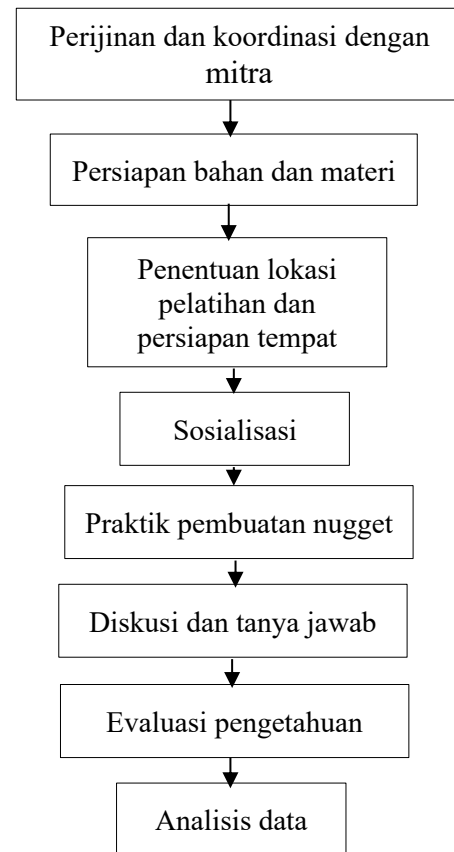 Perijinan dan koordinasi dengan
mitra
Persiapan bahan dan materi
Penentuan lokasi
pelatihan dan
persiapan tempat
Sosialisasi
Praktik pembuatan nugget
Diskusi dan tanya jawab
Evaluasi pengetahuan
Analisis data